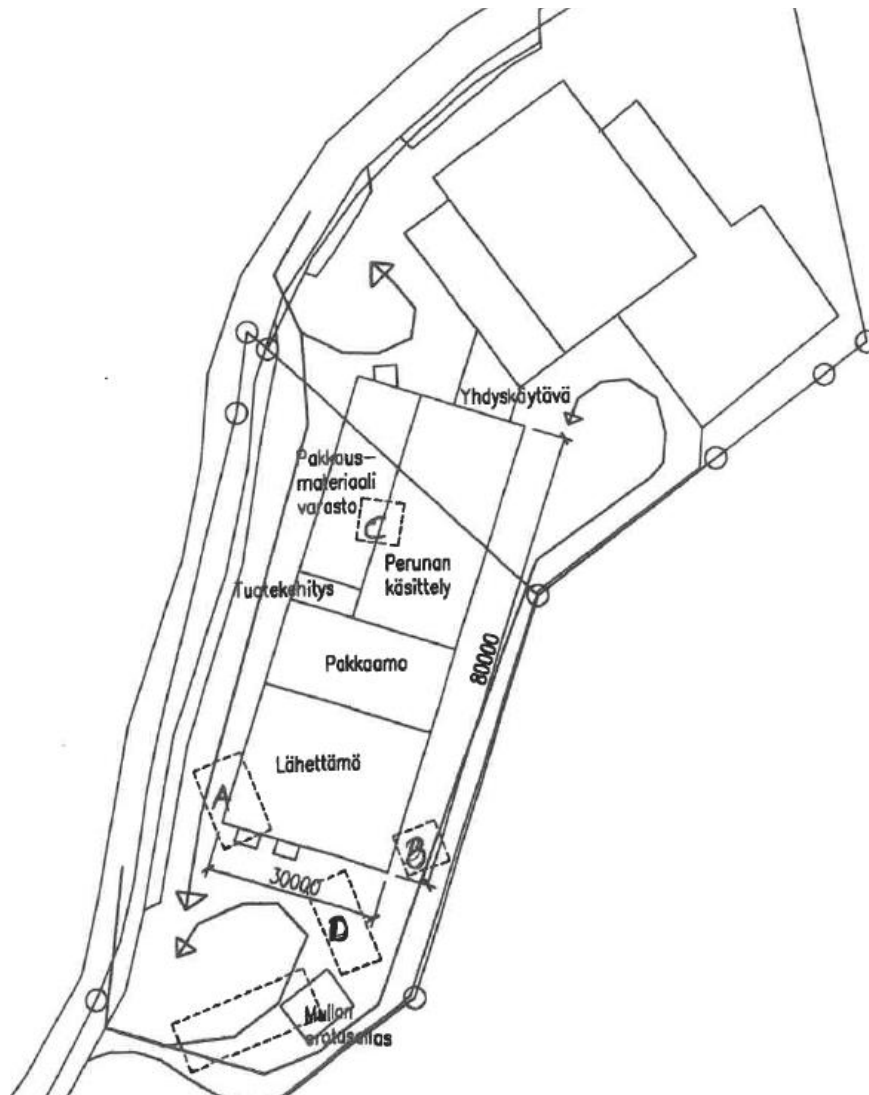 Yhdyskäytävä
Pakkaus-
materiaali
varasto
C
Perunan
käsittely
Tuotekehitys
Pakkaamo
80000
Lähettämö
A
B
30000
D
Mullan
erotusallas